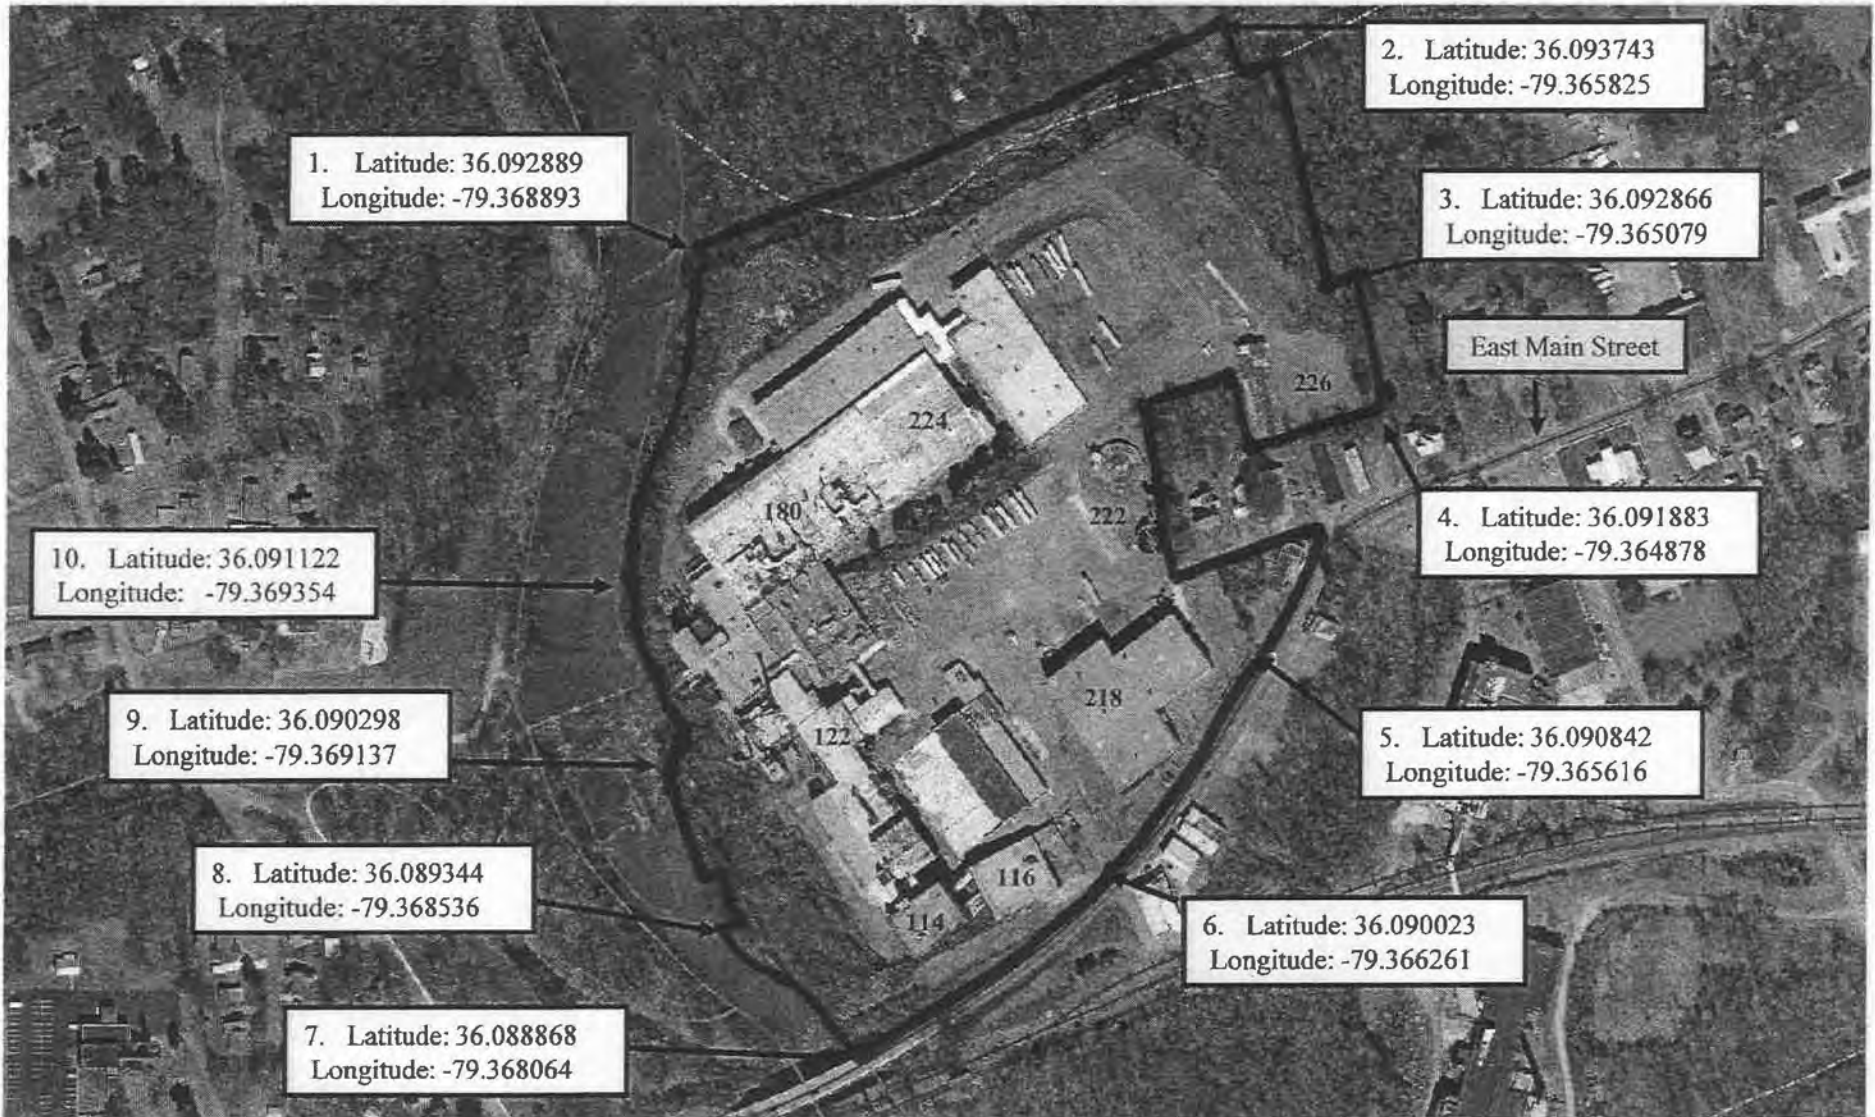 1. Latitude: 36.092889
Longitude: -79.368893
2. Latitude: 36.093743
Longitude: -79.365825
3. Latitude: 36.092866
Longitude: -79.365079
East Main Street
226
224
4. Latitude: 36.091883
Longitude: -79.364878
180
222
10. Latitude: 36.091122
Longitude: -79.369354
218
9. Latitude: 36.090298
Longitude: -79.369137
122
5. Latitude: 36.090842
Longitude: -79.365616
8. Latitude: 36.089344
Longitude: -79.368536
116
114
6. Latitude: 36.090023
Longitude: -79.366261
7. Latitude: 36.088868
Longitude: -79.368064